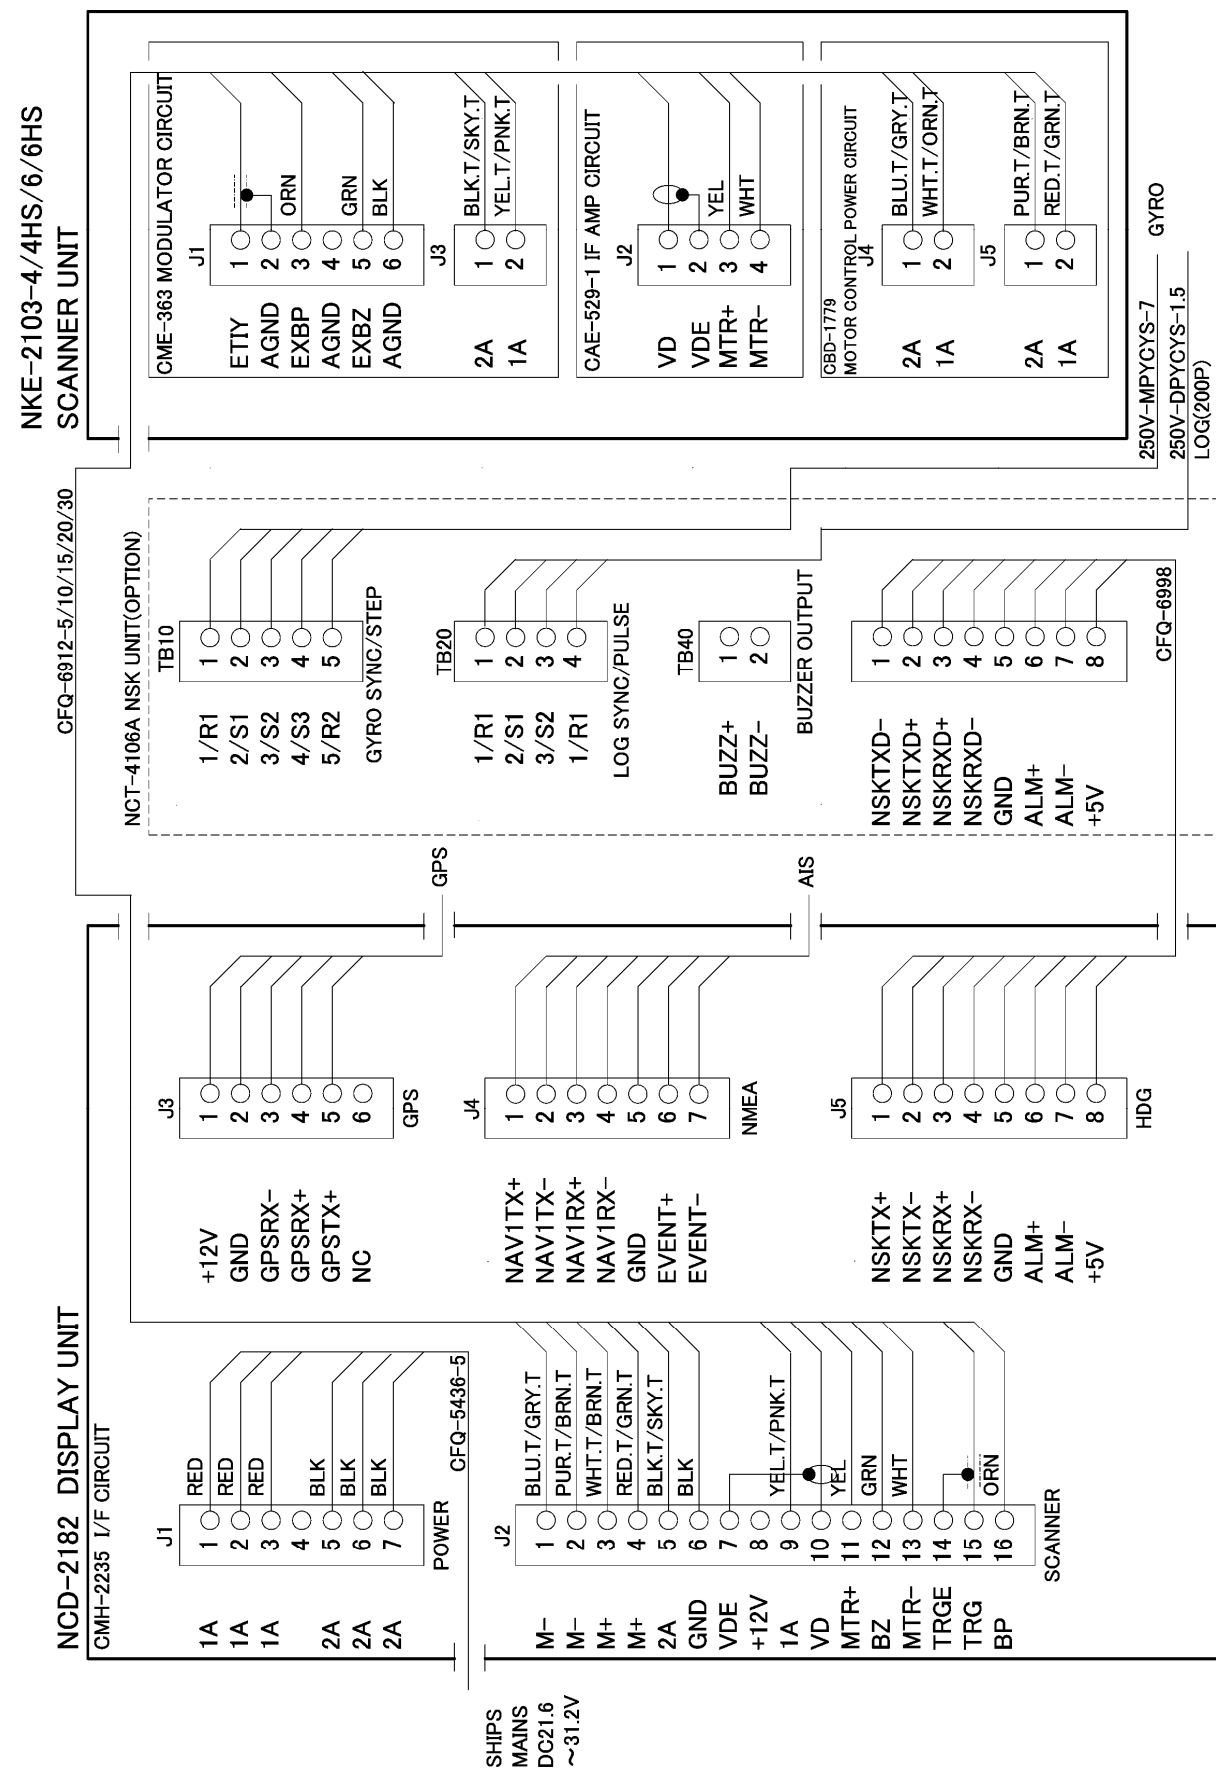 NKE-2103-4/4HS/6/6HS
SCANNER UNIT
CME-363 MODULATOR CIRCUIT
J1
1
2
3
4
5
6
ETIY
AGND
EXBP
AGND
EXBZ
AGND
ORN
GRN
BLK
J3
1
2
2A
1A
BLK.T/SKY.T
YEL.T/PNK.T
CAE-529-1 IF AMP CIRCUIT
J2
1
2
3
4
VD
VDE
MTR+
MTR-
YEL
WHT
CBD-1779
MOTOR CONTROL POWER CIRCUIT
J4
1
2
2A
1A
BLU.T/GRY.T
WHT.T/ORN.T
J5
1
2
2A
1A
PUR.T/BRN.T
RED.T/GRN.T
GYRO
250V-MPYCYS-7
250V-DPYCYS-1.5
LOG(200P)
CFQ-6912-5/10/15/20/30
NCT-4106A NSK UNIT(OPTION)
TB10
1
2
3
4
5
1/R1
2/S1
3/S2
4/S3
5/R2
GYRO SYNC/STEP
TB20
1
2
3
4
1/R1
2/S1
3/S2
1/R1
LOG SYNC/PULSE
TB40
1
2
BUZZ+
BUZZ-
BUZZER OUTPUT
1
2
3
4
5
6
7
8
NSKTXD-
NSKTXD+
NSKRXD+
NSKRXD-
GND
ALM+
ALM-
+5V
CFQ-6998
GPS
AIS
NCD-2182 DISPLAY UNIT
CMH-2235 I/F CIRCUIT
J3
1
2
3
4
5
6
+12V
GND
GPSRX-
GPSRX+
GPSTX+
NC
GPS
J4
1
2
3
4
5
6
7
NAV1TX+
NAV1TX-
NAV1RX+
NAV1RX-
GND
EVENT+
EVENT-
NMEA
J5
1
2
3
4
5
6
7
8
NSKTX+
NSKTX-
NSKRX+
NSKRX-
GND
ALM+
ALM-
+5V
HDG
J1
1
2
3
4
5
6
7
RED
RED
RED
BLK
BLK
BLK
1A
1A
1A
2A
2A
2A
POWER
CFQ-5436-5
J2
1
2
3
4
5
6
7
8
9
10
11
12
13
14
15
16
BLU.T/GRY.T
PUR.T/BRN.T
WHT.T/BRN.T
RED.T/GRN.T
BLK.T/SKY.T
BLK
YEL.T/PNK.T
YEL
GRN
WHT
ORN
M-
M-
M+
M+
2A
GND
VDE
+12V
1A
VD
MTR+
BZ
MTR-
TRGE
TRG
BP
SCANNER
SHIPS
MAINS
DC21.6
～31.2V